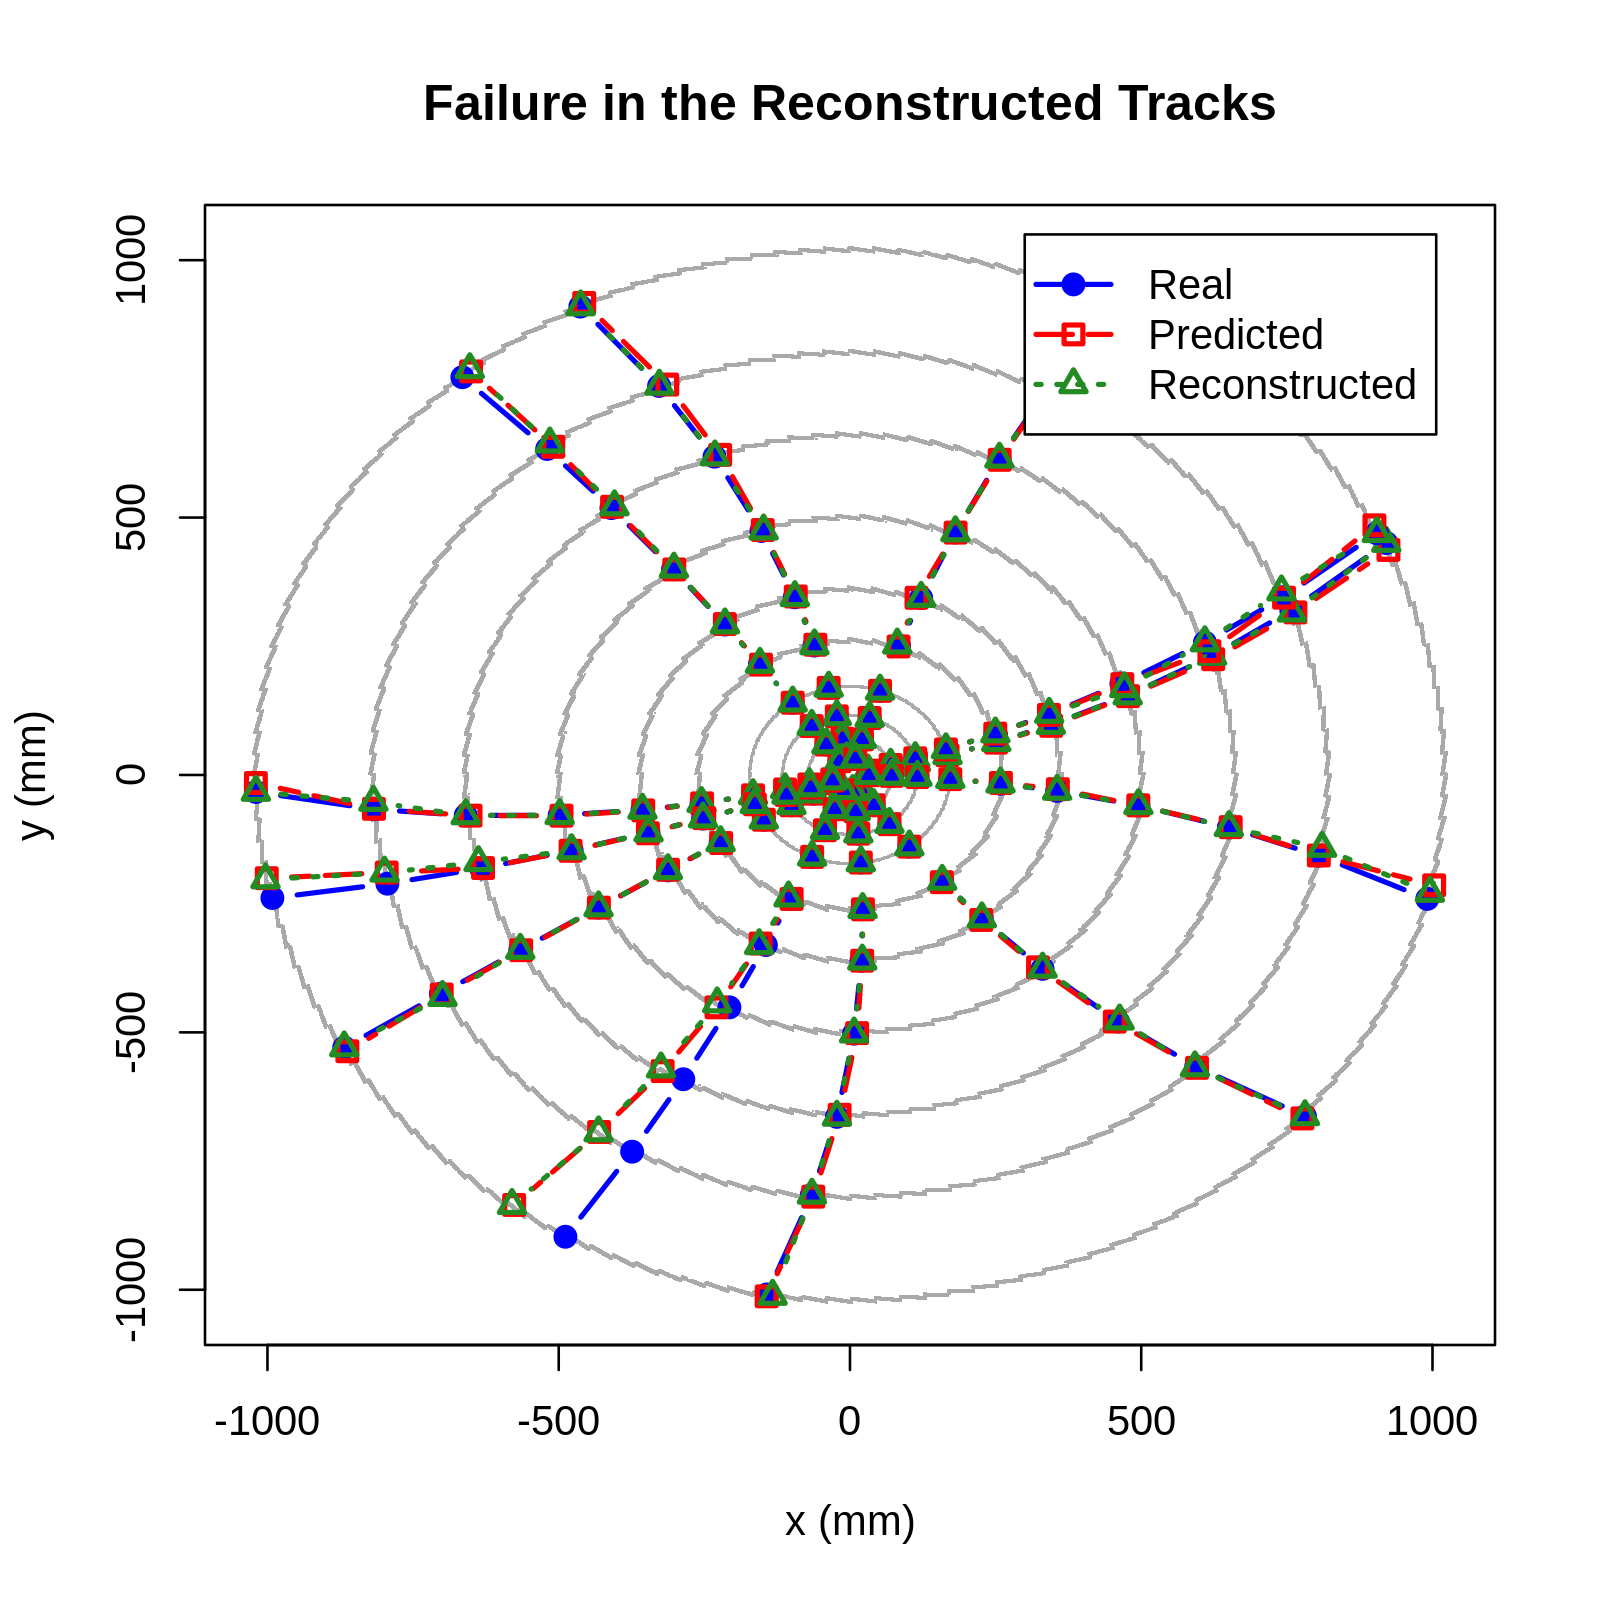 Failure in the Reconstructed Tracks
Real
Predicted
Reconstructed
1000
500
0
-500
-1000
y (mm)
-1000
-500
0
500
1000
x (mm)